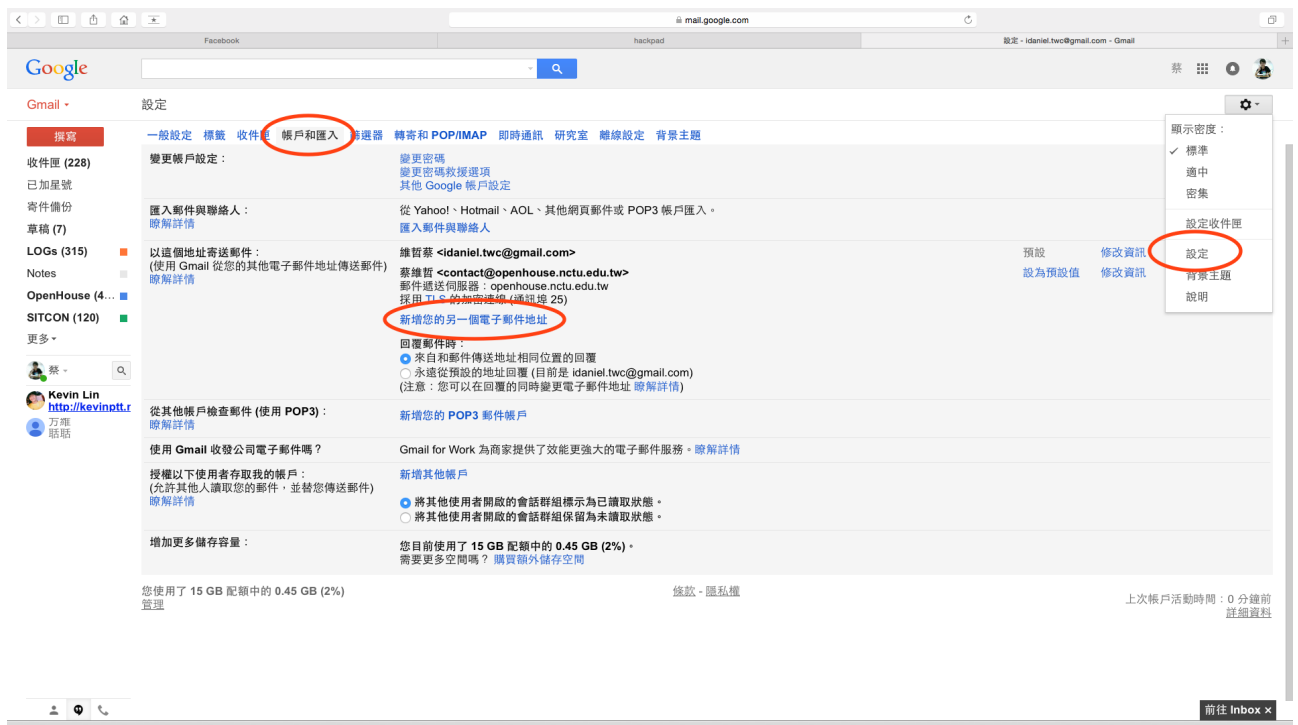 mail.google.com
Facebook
hackpad
設定 - idaniel.twc@gmail.com - Gmail
Google
蔡
Gmail
設定
撰寫
一般設定 標籤 收件匣 帳戶和匯入 篩選器 轉寄和 POP/IMAP 即時通訊 研究室 離線設定 背景主題
收件匣 (228)
已加星號
寄件備份
草稿 (7)
LOGs (315)
Notes
OpenHouse (4...
SITCON (120)
更多
蔡
Kevin Lin
http://kevinptt.r
万雍
聒聒
變更帳戶設定：
變更密碼
變更密碼救援選項
其他 Google 帳戶設定
匯入郵件與聯絡人：
瞭解詳情
從 Yahoo!、Hotmail、AOL、其他網頁郵件或 POP3 帳戶匯入。
匯入郵件與聯絡人
以這個地址寄送郵件：
(使用 Gmail 從您的其他電子郵件地址傳送郵件)
瞭解詳情
維哲蔡 <idaniel.twc@gmail.com>
預設 修改資訊
蔡維哲 <contact@openhouse.nctu.edu.tw>
設為預設值 修改資訊
郵件遞送伺服器：openhouse.nctu.edu.tw
採用 TLS 的加密連線 (通訊埠 25)
新增您的另一個電子郵件地址
回覆郵件時：
來自和郵件傳送地址相同位置的回覆
永遠從預設的地址回覆 (目前是 idaniel.twc@gmail.com)
(注意：您可以在回覆的同時變更電子郵件地址 瞭解詳情)
從其他帳戶檢查郵件 (使用 POP3)：
瞭解詳情
新增您的 POP3 郵件帳戶
使用 Gmail 收發公司電子郵件嗎？
Gmail for Work 為商家提供了效能更強大的電子郵件服務。瞭解詳情
授權以下使用者存取我的帳戶：
(允許其他人讀取您的郵件，並替您傳送郵件)
瞭解詳情
新增其他帳戶
將其他使用者開啟的會話群組標示為已讀取狀態。
將其他使用者開啟的會話群組保留為未讀取狀態。
增加更多儲存容量：
您目前使用了 15 GB 配額中的 0.45 GB (2%)。
需要更多空間嗎？ 購買額外儲存空間
顯示密度：
標準
適中
密集
設定收件匣
設定
背景主題
說明
您使用了 15 GB 配額中的 0.45 GB (2%)
管理
條款 - 隱私權
上次帳戶活動時間：0 分鐘前
詳細資料
前往 Inbox ×